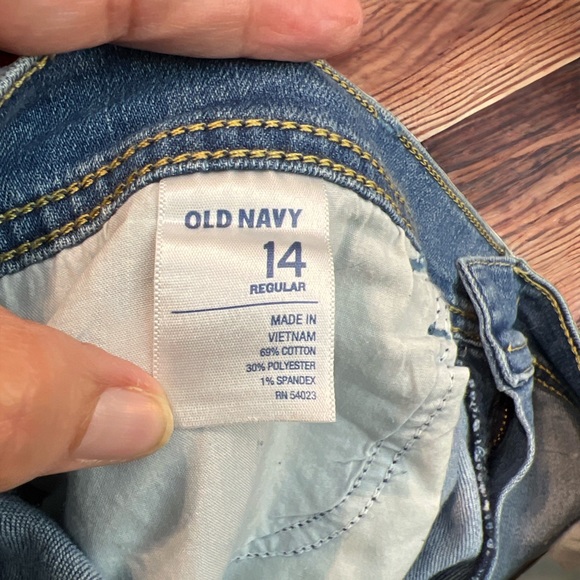 OLD NAVY
14
REGULAR
MADE IN
VIETNAM
69% COTTON
30% POLYESTER
1% SPANDEX
RN 54023